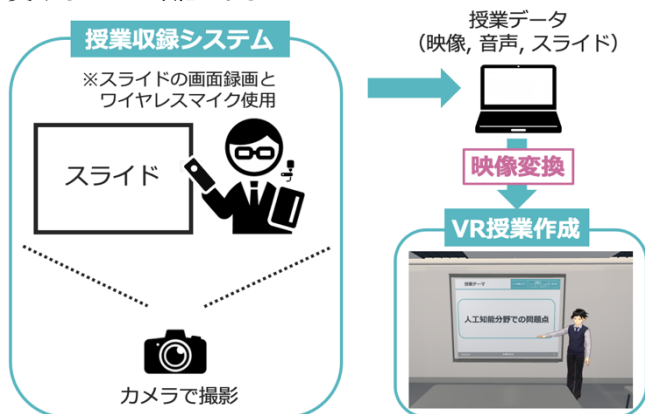 授業収録システム
※スライドの画面録画と
ワイヤレスマイク使用
スライド
カメラで撮影
授業データ
（映像, 音声, スライド）
映像変換
VR授業作成
授業テーマ
人工知能分野での問題点